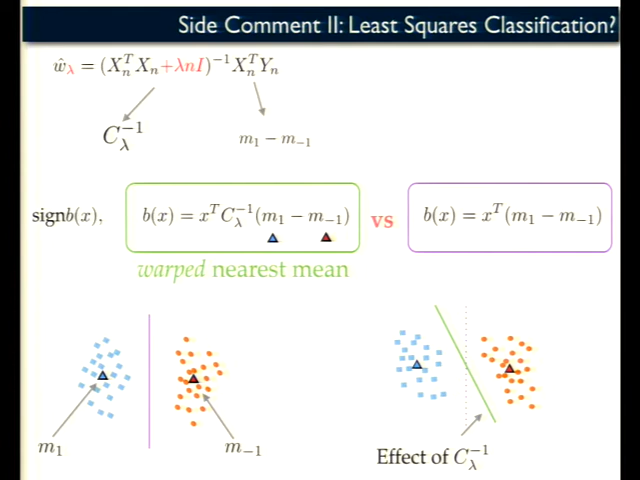 Side Comment II: Least Squares Classification?
ŵ_λ = (X_n^T X_n + λnI)^{-1} X_n^T Y_n
C_λ^{-1} m_1 − m_{-1}
signb(x), b(x) = x^T C_λ^{-1}(m_1 − m_{-1}) vs b(x) = x^T(m_1 − m_{-1})
warped nearest mean
m_1 m_{-1} Effect of C_λ^{-1}